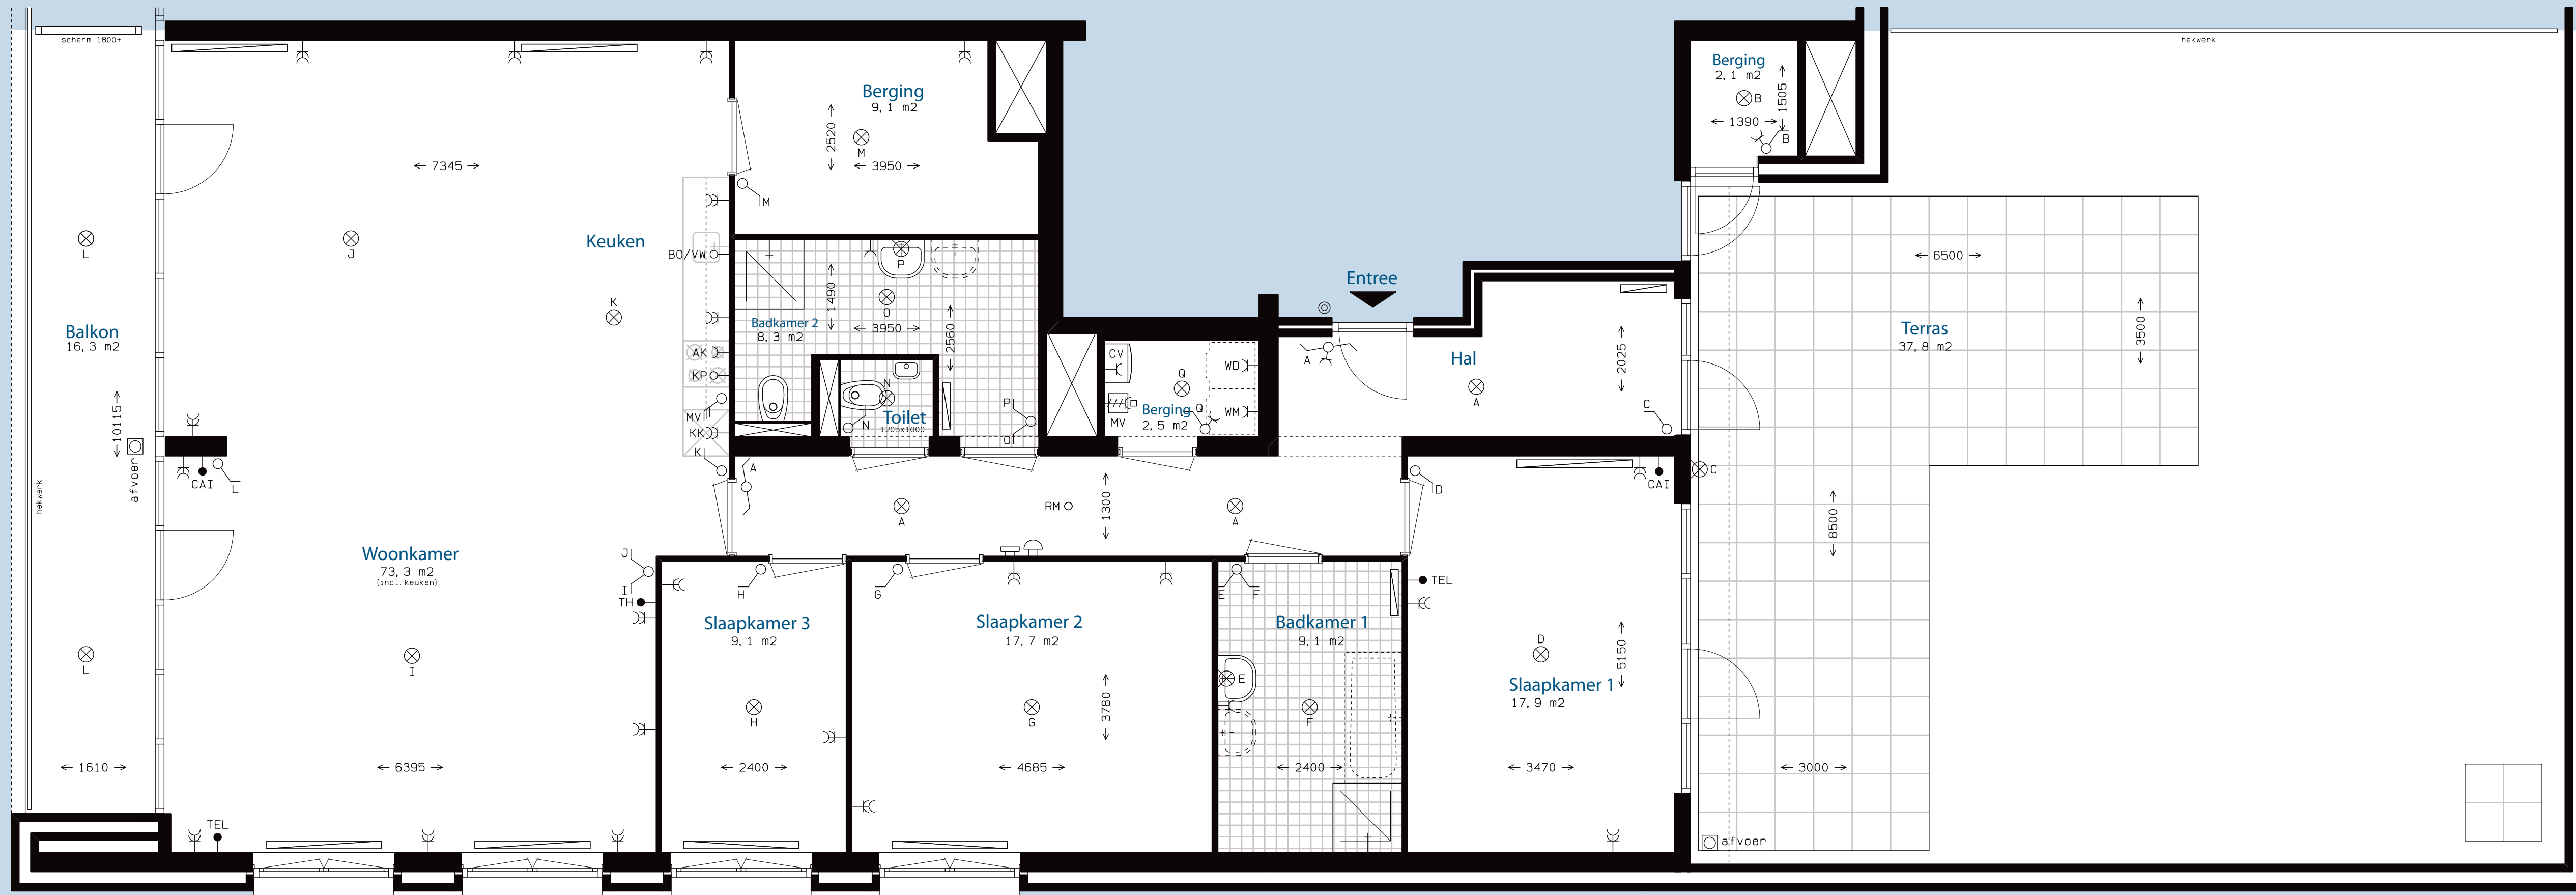 scherm 1800+
hekwerk
Berging
2,1 m2
B
1505
1390
B
Berging
9,1 m2
2520
M
3950
M
7345
L
J
Keuken
BO/VW
K
P
1490
O
Badkamer 2
8,3 m2
3950
2560
Entree
6500
Balkon
16,3 m2
Terras
37,8 m2
3500
AK
KP
MV
KK
K
N
Toilet
1205x1000
N
P
O
CV
MV
Q
Berging
2,5 m2
Q
WD
WM
A
Hal
A
2025
C
10115
afvoer
hekwerk
CAI
L
A
A
RM
1300
A
D
CAI
C
8500
Woonkamer
73,3 m2
(incl. keuken)
J
I
TH
H
G
E
F
TEL
Slaapkamer 3
9,1 m2
Slaapkamer 2
17,7 m2
Badkamer 1
9,1 m2
D
5150
Slaapkamer 1
17,9 m2
L
I
H
G
3780
E
F
1610
6395
2400
4685
2400
3470
3000
TEL
afvoer